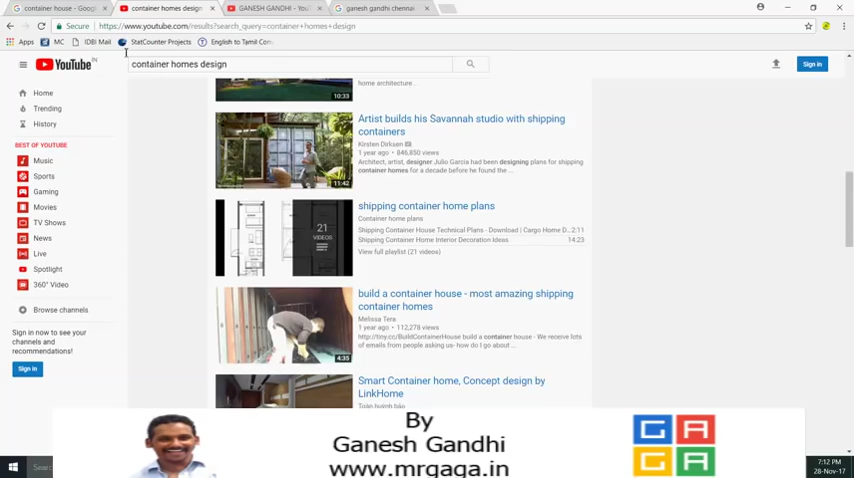 container house - Goog
container homes design
GANESH GANDHI - YouT
ganesh gandhi chennai
Secure
https://www.youtube.com/results?search_query=container+homes+design
Apps
MC
IDBI Mail
StatCounter Projects
English to Tamil Con
YouTube IN
container homes design
Sign in
Home
Trending
History
BEST OF YOUTUBE
Music
Sports
Gaming
Movies
TV Shows
News
Live
Spotlight
360° Video
Browse channels
Sign in now to see your
channels and
recommendations!
Sign in
home architecture ...
10:33
Artist builds his Savannah studio with shipping
containers
Kirsten Dirksen
1 year ago • 846,850 views
Architect, artist, designer Julio Garcia had been designing plans for shipping
container homes for a decade before he found the ...
11:42
shipping container home plans
Container home plans
Shipping Container House Technical Plans - Download | Cargo Home D... 2:11
Shipping Container Home Interior Decoration Ideas 14:23
View full playlist (21 videos)
21
VIDEOS
build a container house - most amazing shipping
container homes
Melissa Tera
1 year ago • 112,278 views
http://tiny.cc/BuildContainerHouse build a container house - We receive lots
of emails from people asking us- how do I go about ...
4:35
Smart Container home, Concept design by
LinkHome
Toàn huỳnh bảo
By
Ganesh Gandhi
www.mrgaga.in
G A
G A
Sear
7:12 PM
28-Nov-17